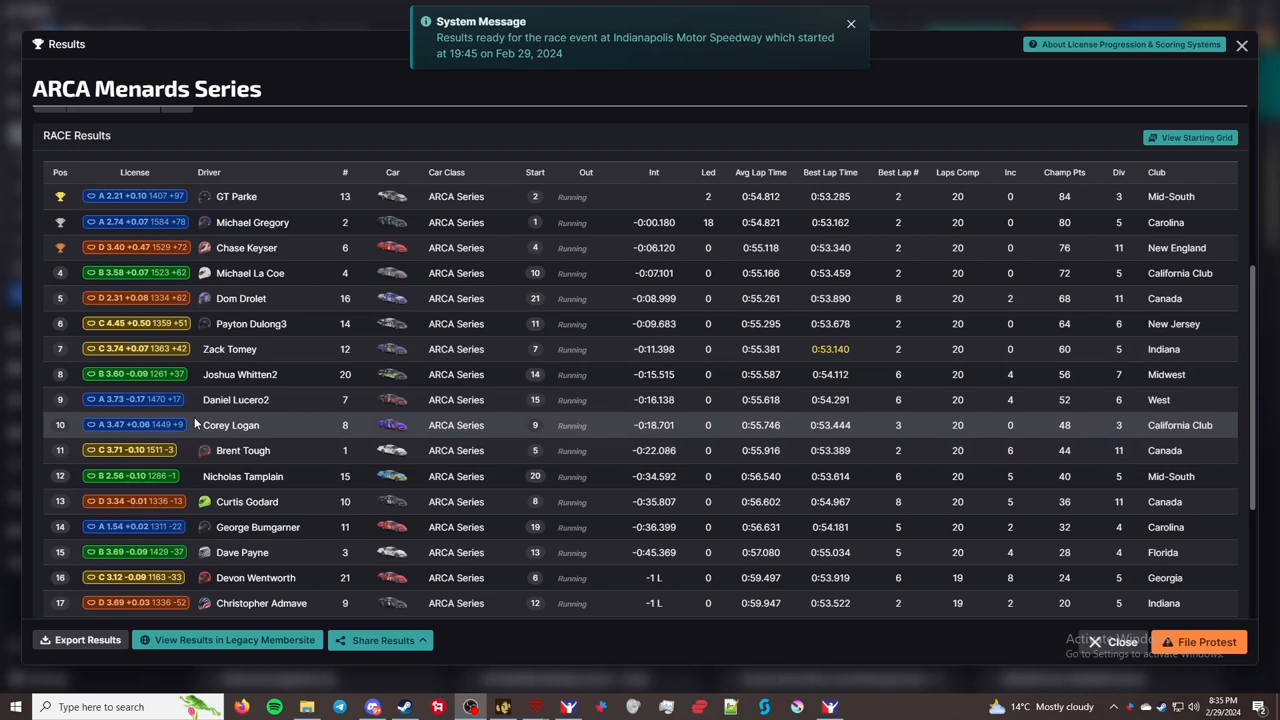 System Message
Results ready for the race event at Indianapolis Motor Speedway which started
at 19:45 on Feb 29, 2024
Results
About License Progression & Scoring Systems
ARCA Menards Series
RACE Results
View Starting Grid
Pos License Driver # Car Car Class Start Out Int Led Avg Lap Time Best Lap Time Best Lap # Laps Comp Inc Champ Pts Div Club
A 2.21 +0.10 1407 +97 GT Parke 13 ARCA Series 2 Running 2 0:54.812 0:53.285 2 20 0 84 3 Mid-South
A 2.74 +0.07 1584 +78 Michael Gregory 2 ARCA Series 1 Running -0:00.180 18 0:54.821 0:53.162 2 20 0 80 5 Carolina
D 3.40 +0.47 1529 +72 Chase Keyser 6 ARCA Series 4 Running -0:06.120 0 0:55.118 0:53.340 2 20 0 76 11 New England
4 B 3.58 +0.07 1523 +62 Michael La Coe 4 ARCA Series 10 Running -0:07.101 0 0:55.166 0:53.459 2 20 0 72 5 California Club
5 D 2.31 +0.08 1334 +62 Dom Drolet 16 ARCA Series 21 Running -0:08.999 0 0:55.261 0:53.890 8 20 2 68 11 Canada
6 C 4.45 +0.50 1359 +51 Payton Dulong3 14 ARCA Series 11 Running -0:09.683 0 0:55.295 0:53.678 2 20 0 64 6 New Jersey
7 C 3.74 +0.07 1363 +42 Zack Tomey 12 ARCA Series 7 Running -0:11.398 0 0:55.381 0:53.140 2 20 0 60 5 Indiana
8 B 3.60 -0.09 1261 +37 Joshua Whitten2 20 ARCA Series 14 Running -0:15.515 0 0:55.587 0:54.112 6 20 4 56 7 Midwest
9 A 3.73 -0.17 1470 +17 Daniel Lucero2 7 ARCA Series 15 Running -0:16.138 0 0:55.618 0:54.291 6 20 4 52 6 West
10 A 3.47 +0.06 1449 +9 Corey Logan 8 ARCA Series 9 Running -0:18.701 0 0:55.746 0:53.444 3 20 0 48 3 California Club
11 C 3.71 -0.10 1511 -3 Brent Tough 1 ARCA Series 5 Running -0:22.086 0 0:55.916 0:53.389 2 20 6 44 11 Canada
12 B 2.56 -0.10 1286 -1 Nicholas Tamplain 15 ARCA Series 20 Running -0:34.592 0 0:56.540 0:53.614 6 20 5 40 5 Mid-South
13 D 3.34 -0.01 1336 -13 Curtis Godard 10 ARCA Series 8 Running -0:35.807 0 0:56.602 0:54.967 4 20 5 36 11 Canada
14 A 1.54 +0.02 1311 -22 George Bumgarner 11 ARCA Series 19 Running -0:36.399 0 0:56.631 0:54.181 5 20 2 32 4 Carolina
15 B 3.69 -0.09 1429 -37 Dave Payne 3 ARCA Series 13 Running -0:45.369 0 0:57.080 0:55.034 5 20 4 28 4 Florida
16 C 3.12 -0.09 1163 -33 Devon Wentworth 21 ARCA Series 6 Running -1 L 0 0:59.497 0:53.919 6 19 8 24 5 Georgia
17 D 3.69 +0.03 1336 -52 Christopher Admave 9 ARCA Series 12 Running -1 L 0 0:59.947 0:53.522 2 19 2 20 5 Indiana
Export Results View Results in Legacy Membersite Share Results Close File Protest
Go to Settings to activate Windows.
Type here to search
14°C Mostly cloudy
8:35 PM
2/29/2024
2